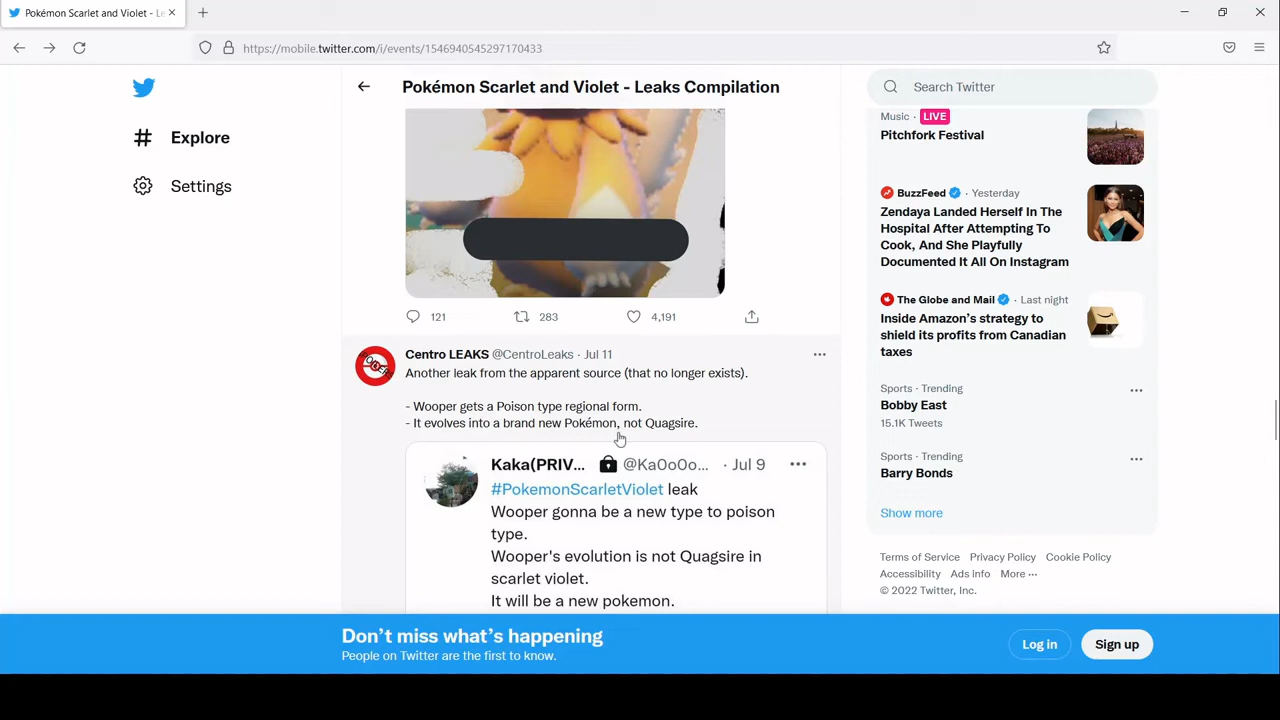 Pokémon Scarlet and Violet - Le
https://mobile.twitter.com/i/events/1546940545297170433
Explore
Settings
Pokémon Scarlet and Violet - Leaks Compilation
121
283
4,191
Centro LEAKS @CentroLeaks · Jul 11
Another leak from the apparent source (that no longer exists).
- Wooper gets a Poison type regional form.
- It evolves into a brand new Pokémon, not Quagsire.
Kaka(PRIV... @Ka0o0o... · Jul 9
#PokemonScarletViolet leak
Wooper gonna be a new type to poison
type.
Wooper's evolution is not Quagsire in
scarlet violet.
It will be a new pokemon.
Search Twitter
Music · LIVE
Pitchfork Festival
BuzzFeed · Yesterday
Zendaya Landed Herself In The
Hospital After Attempting To
Cook, And She Playfully
Documented It All On Instagram
The Globe and Mail · Last night
Inside Amazon's strategy to
shield its profits from Canadian
taxes
Sports · Trending
Bobby East
15.1K Tweets
Sports · Trending
Barry Bonds
Show more
Terms of Service Privacy Policy Cookie Policy
Accessibility Ads info More ···
© 2022 Twitter, Inc.
Don't miss what's happening
People on Twitter are the first to know.
Log in
Sign up